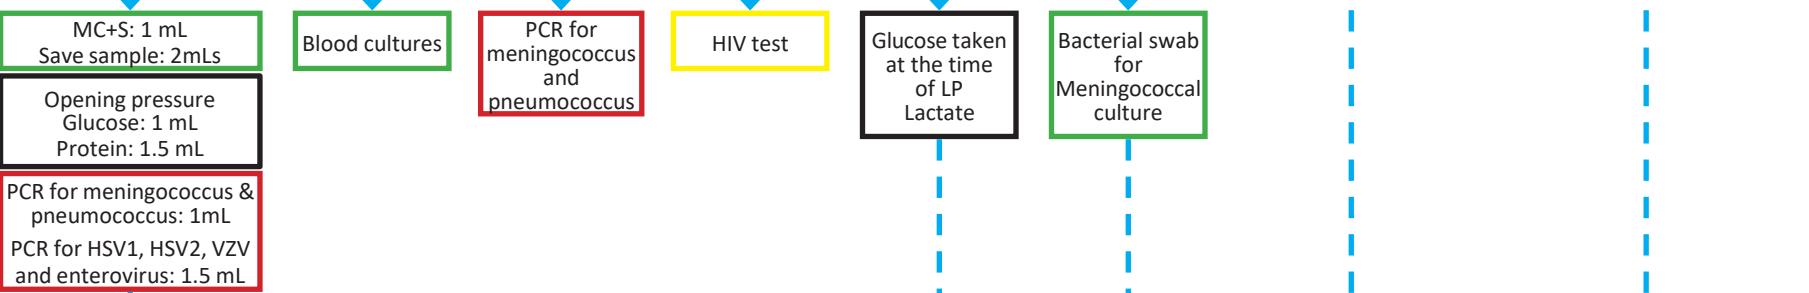 MC+S: 1 mL
Save sample: 2mLs
Opening pressure
Glucose: 1 mL
Protein: 1.5 mL
PCR for meningococcus &
pneumococcus: 1mL
PCR for HSV1, HSV2, VZV
and enterovirus: 1.5 mL
Blood cultures
PCR for
meningococcus
and
pneumococcus
HIV test
Glucose taken
at the time
of LP
Lactate
Bacterial swab
for
Meningococcal
culture